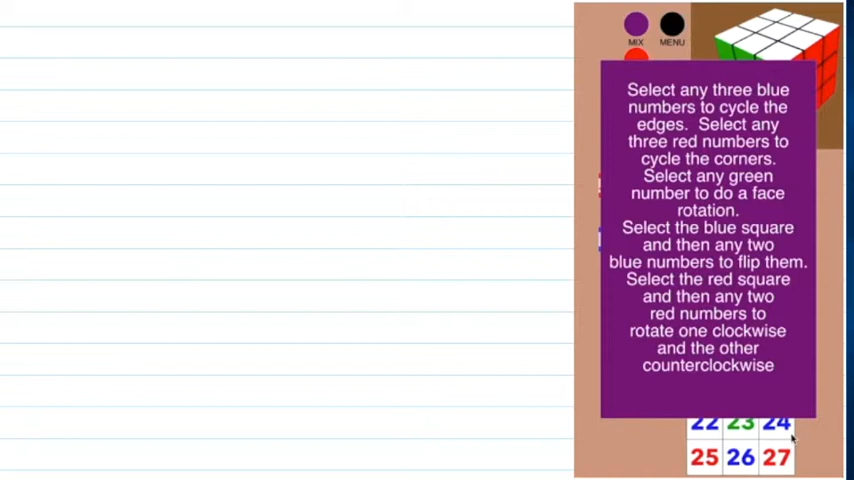 MIX MENU
Select any three blue
numbers to cycle the
edges. Select any
three red numbers to
cycle the corners.
Select any green
number to do a face
rotation.
Select the blue square
and then any two
blue numbers to flip them.
Select the red square
and then any two
red numbers to
rotate one clockwise
and the other
counterclockwise
22 23 24
25 26 27